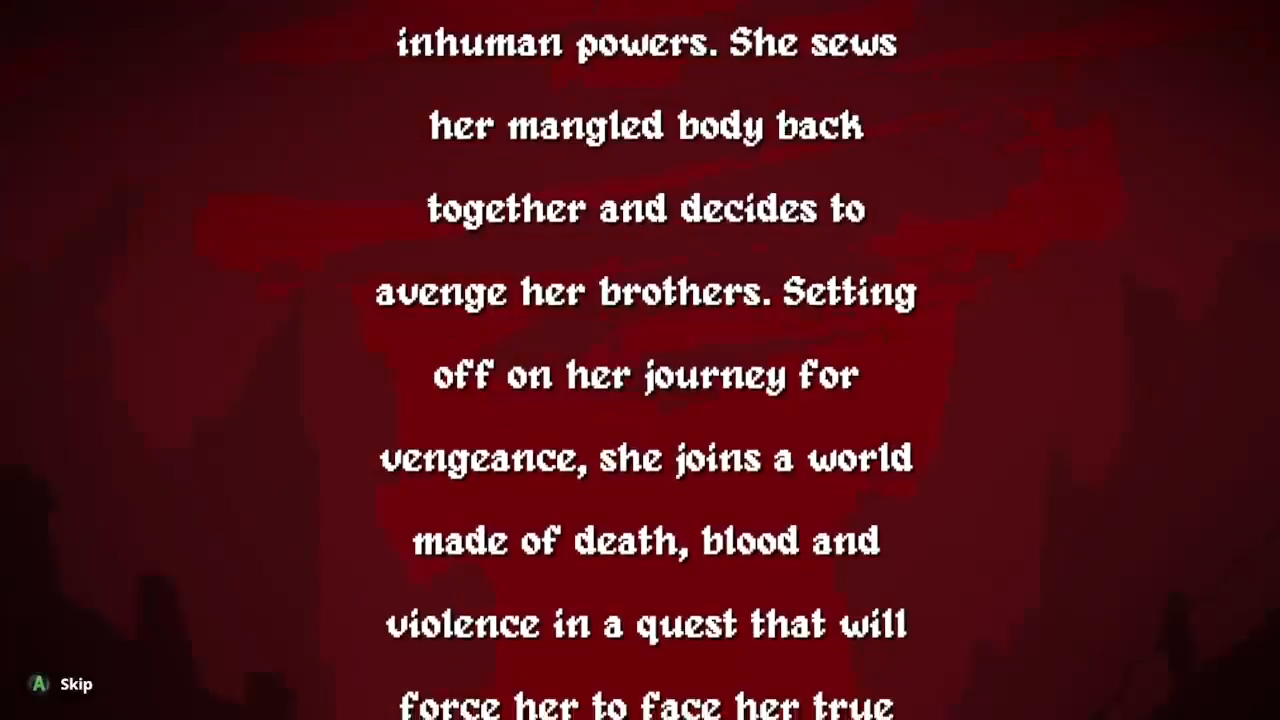 inhuman powers. She sews
her mangled body back
together and decides to
avenge her brothers. Setting
off on her journey for
vengeance, she joins a world
made of death, blood and
violence in a quest that will
force her to face her true
A Skip